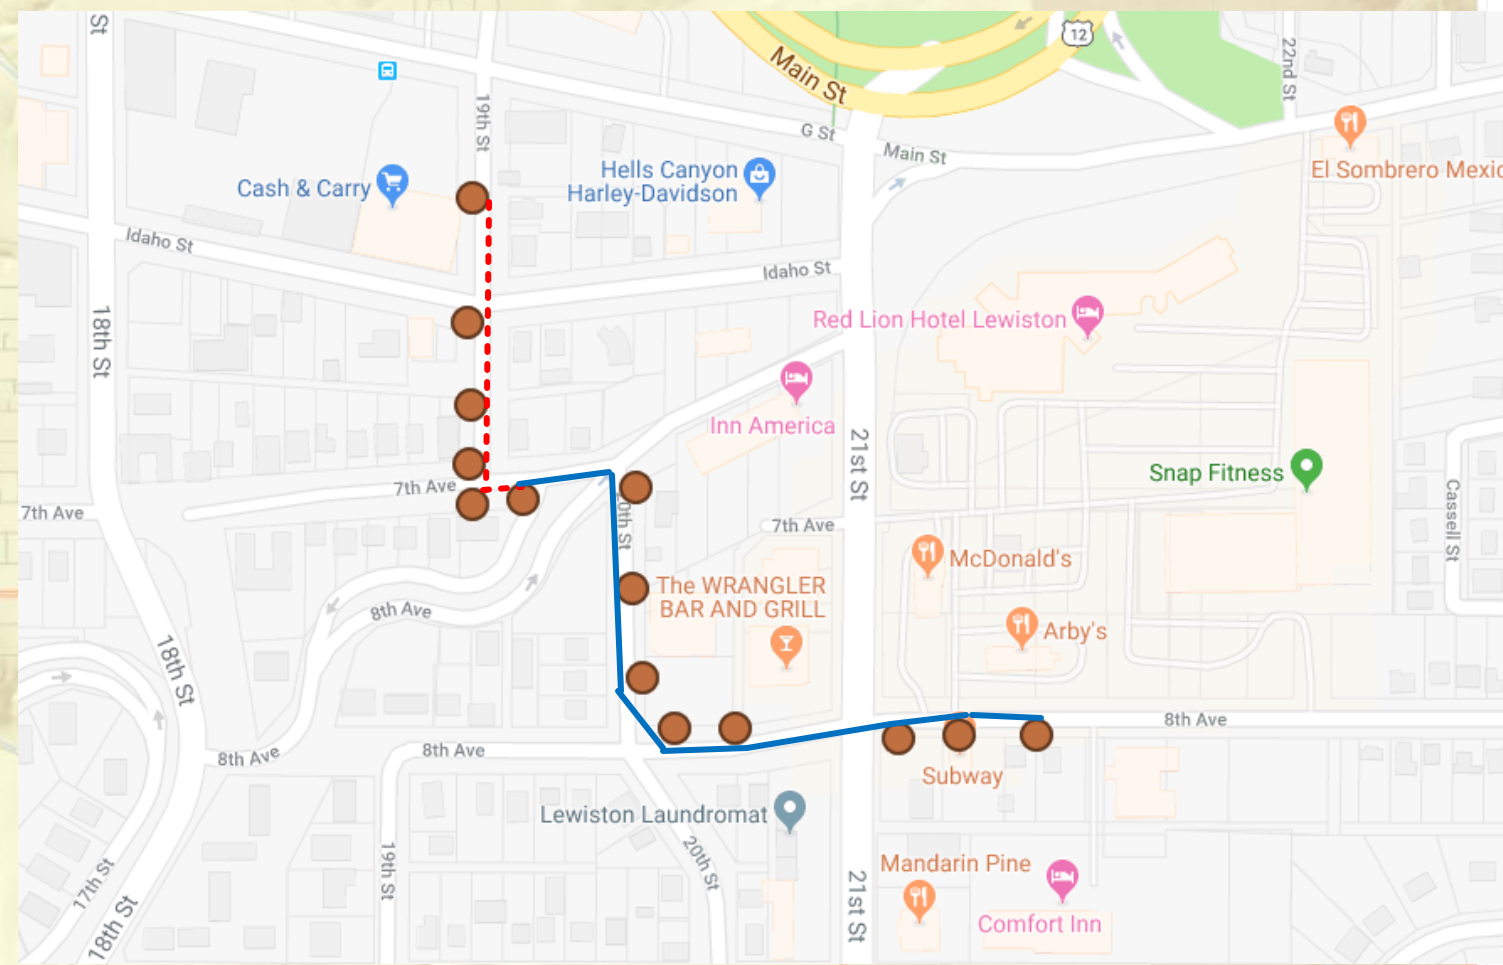 St
12
22nd St
Main St
19th St
G St
Main St
El Sombrero Mexic
Hells Canyon
Harley-Davidson
Cash & Carry
Idaho St
Idaho St
18th St
Red Lion Hotel Lewiston
Inn America
21st St
Snap Fitness
7th Ave
7th Ave
20th St
7th Ave
Cassell St
McDonald's
The WRANGLER
BAR AND GRILL
8th Ave
Arby's
18th St
8th Ave
8th Ave
8th Ave
Subway
Lewiston Laundromat
19th St
20th St
17th St
18th St
Mandarin Pine
21st St
Comfort Inn